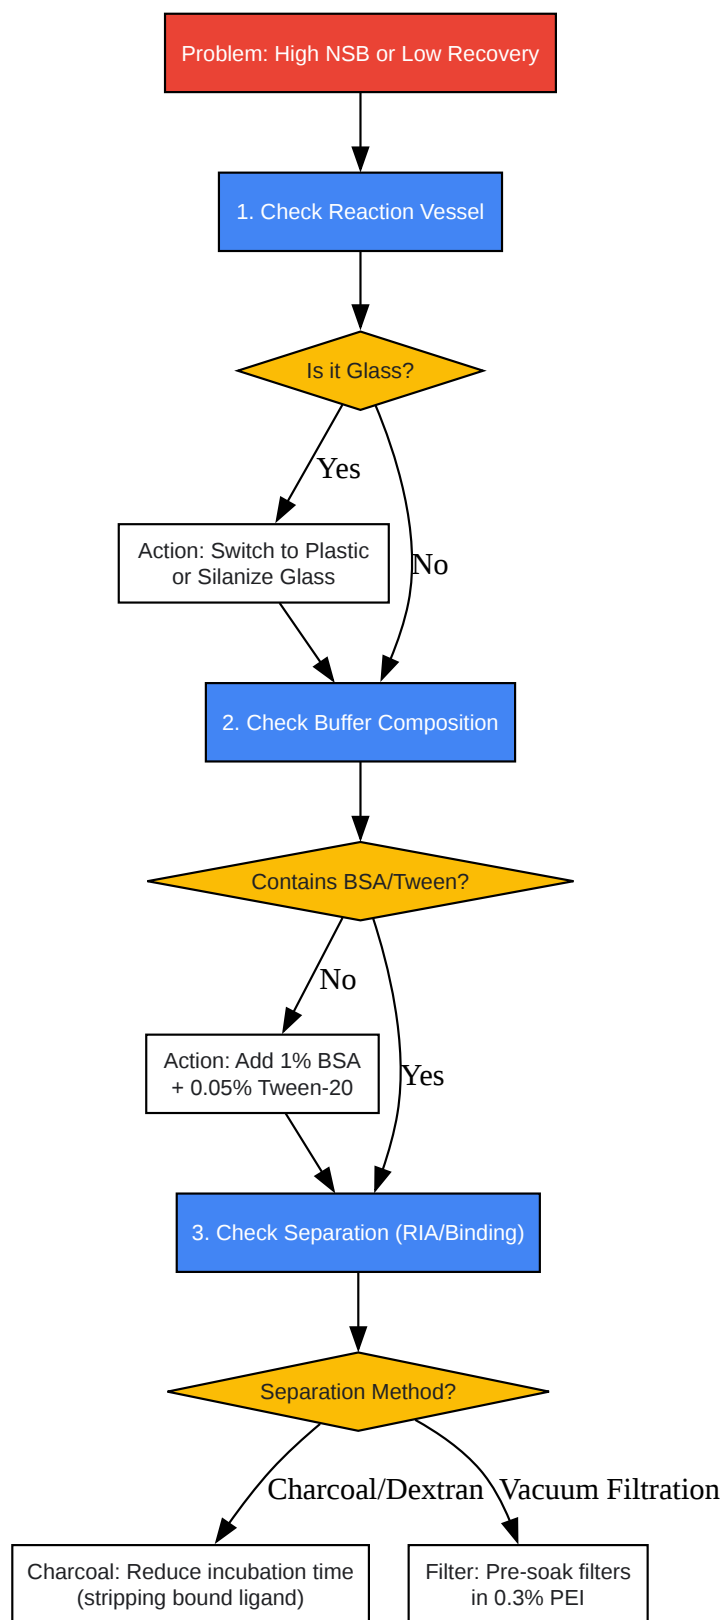 Problem: High NSB or Low Recovery
1. Check Reaction Vessel
Is it Glass?
Yes
Action: Switch to Plastic
or Silanize Glass
No
2. Check Buffer Composition
Contains BSA/Tween?
No
Action: Add 1% BSA
+ 0.05% Tween-20
Yes
3. Check Separation (RIA/Binding)
Separation Method?
Charcoal/Dextran
Vacuum Filtration
Charcoal: Reduce incubation time
(stripping bound ligand)
Filter: Pre-soak filters
in 0.3% PEI